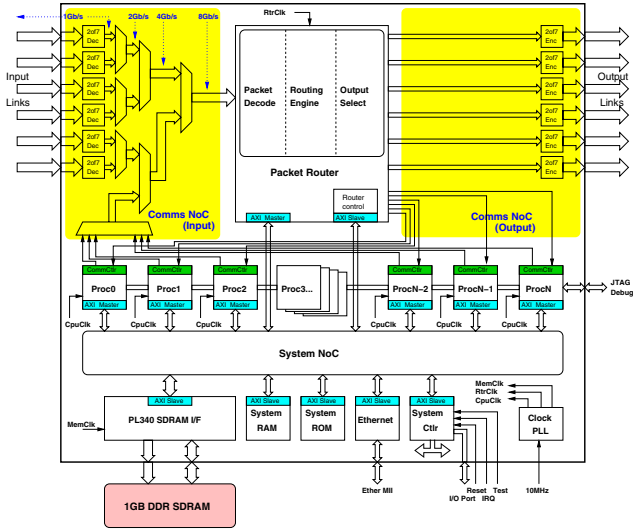 1Gb/s
2Gb/s
4Gb/s
8Gb/s
RtrClk
2of7
Dec
2of7
Dec
2of7
Dec
2of7
Dec
2of7
Dec
2of7
Dec
Input
Links
Packet
Decode
Routing
Engine
Output
Select
Packet Router
2of7
Enc
2of7
Enc
2of7
Enc
2of7
Enc
2of7
Enc
2of7
Enc
Output
Links
Comms NoC
(Input)
Router
control
AXI Master
AXI Slave
Comms NoC
(Output)
CommCtlr
Proc0
AXI Master
CommCtlr
Proc1
AXI Master
CommCtlr
Proc2
AXI Master
Proc3...
CommCtlr
ProcN-2
AXI Master
CommCtlr
ProcN-1
AXI Master
CommCtlr
ProcN
AXI Master
JTAG
Debug
CpuClk
CpuClk
CpuClk
CpuClk
CpuClk
CpuClk
System NoC
AXI Slave
PL340 SDRAM I/F
MemClk
AXI Slave
System
RAM
AXI Slave
System
ROM
AXI Slave
Ethernet
AXI Slave
System
Ctlr
MemClk
RtrClk
CpuClk
Clock
PLL
1GB DDR SDRAM
Ether MII
I/O Port
Reset
IRQ
Test
10MHz